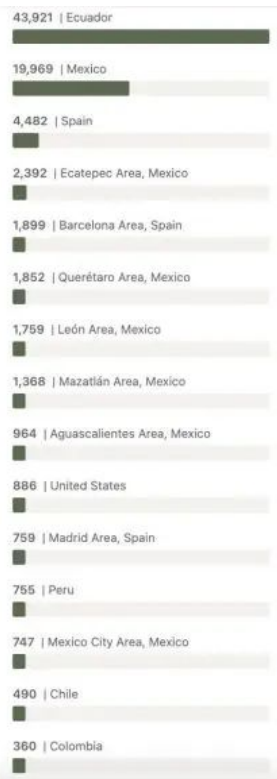 43,921 | Ecuador
19,969 | Mexico
4,482 | Spain
2,392 | Ecatepec Area, Mexico
1,899 | Barcelona Area, Spain
1,852 | Querétaro Area, Mexico
1,759 | León Area, Mexico
1,368 | Mazatlán Area, Mexico
964 | Aguascalientes Area, Mexico
886 | United States
759 | Madrid Area, Spain
755 | Peru
747 | Mexico City Area, Mexico
490 | Chile
360 | Colombia